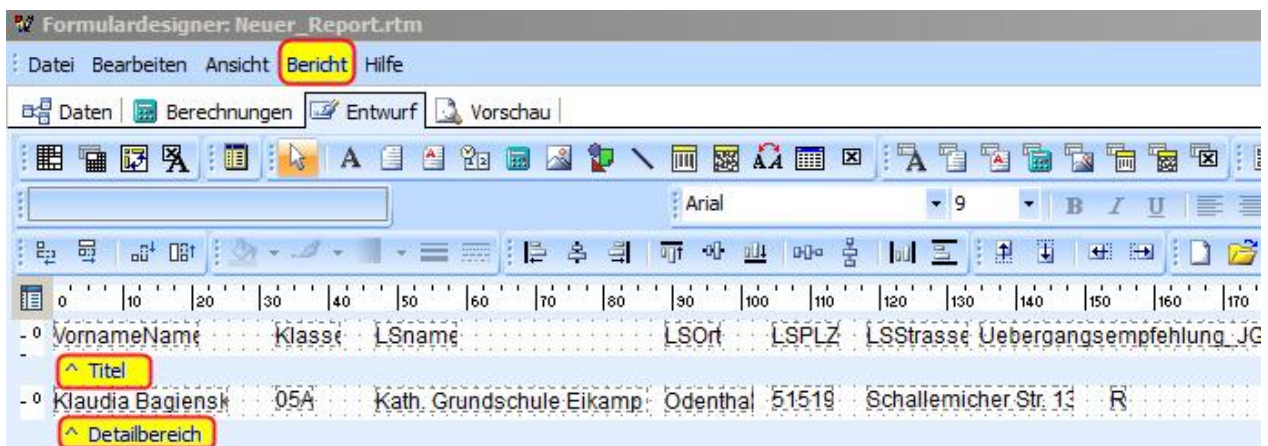 Formulardesigner: Neuer_Report.rtm
Datei Bearbeiten Ansicht Bericht Hilfe
Daten Berechnungen Entwurf Vorschau
Arial 9 B I U
0 10 20 30 40 50 60 70 80 90 100 110 120 130 140 150 160 170
0 VornameName Klasse LSname LSOrt LSPLZ LSStrasse Uebergangsempfehlung_JG
^ Titel
0 Klaudia Bagiensk 05A Kath. Grundschule Eikamp Odenthal 51519 Schallemicher Str. 13 R
^ Detailbereich